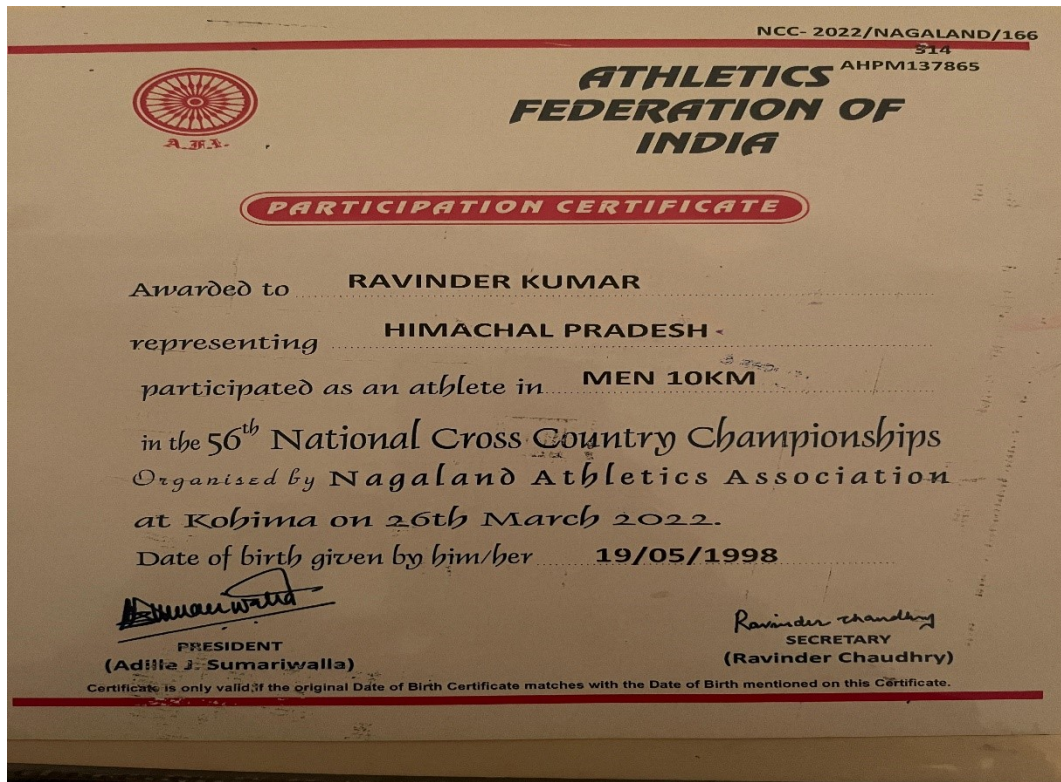 NCC- 2022/NAGALAND/166
514
AHPM137865
A.F.I.
ATHLETICS
FEDERATION OF
INDIA
PARTICIPATION CERTIFICATE
Awarded to RAVINDER KUMAR
representing HIMACHAL PRADESH
participated as an athlete in MEN 10KM
in the 56th National Cross Country Championships
Organised by Nagaland Athletics Association
at Kohima on 26th March 2022.
Date of birth given by him/her 19/05/1998
Ravinder Chaudhry
PRESIDENT
SECRETARY
(Adille J. Sumariwalla)
(Ravinder Chaudhry)
Certificate is only valid,if the original Date of Birth Certificate matches with the Date of Birth mentioned on this Certificate.